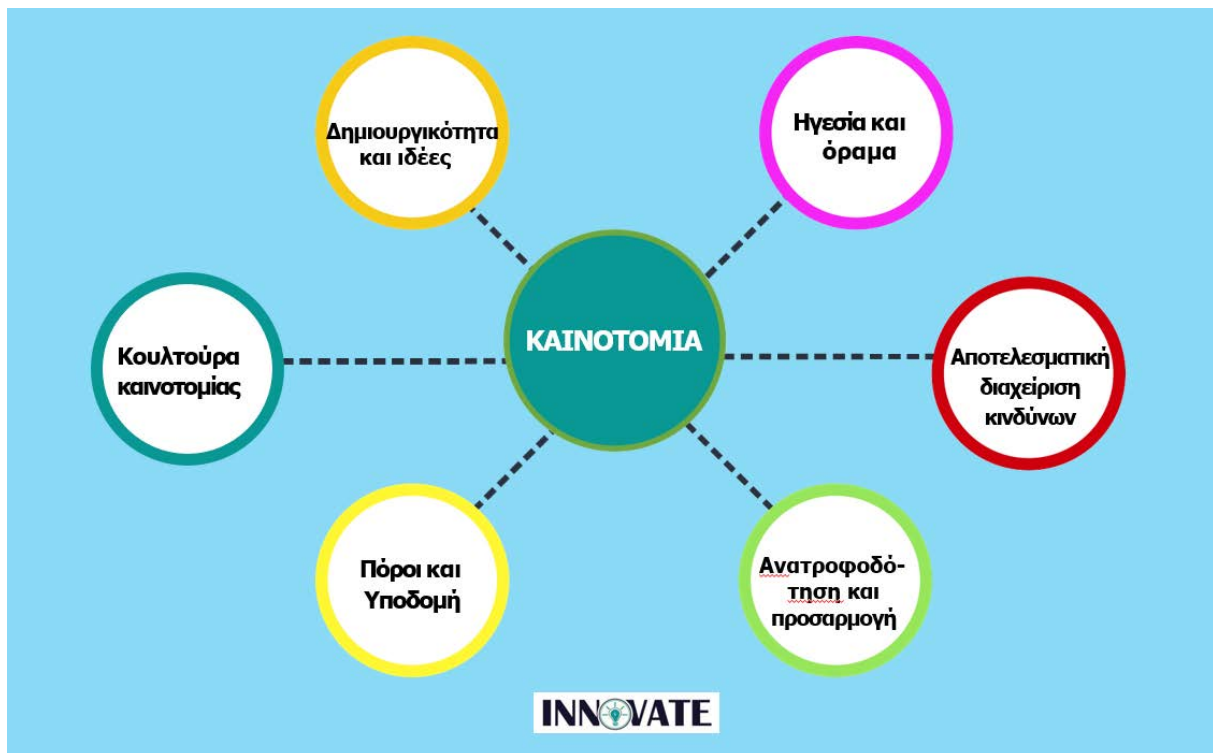 Δημιουργικότητα
και ιδέες
Ηγεσία και
όραμα
ΚΑΙΝΟΤΟΜΙΑ
Κουλτούρα
καινοτομίας
Αποτελεσματική
διαχείριση
κινδύνων
Πόροι και
Υποδομή
Ανατροφοδό-
τηση και
προσαρμογή
INNOVATE